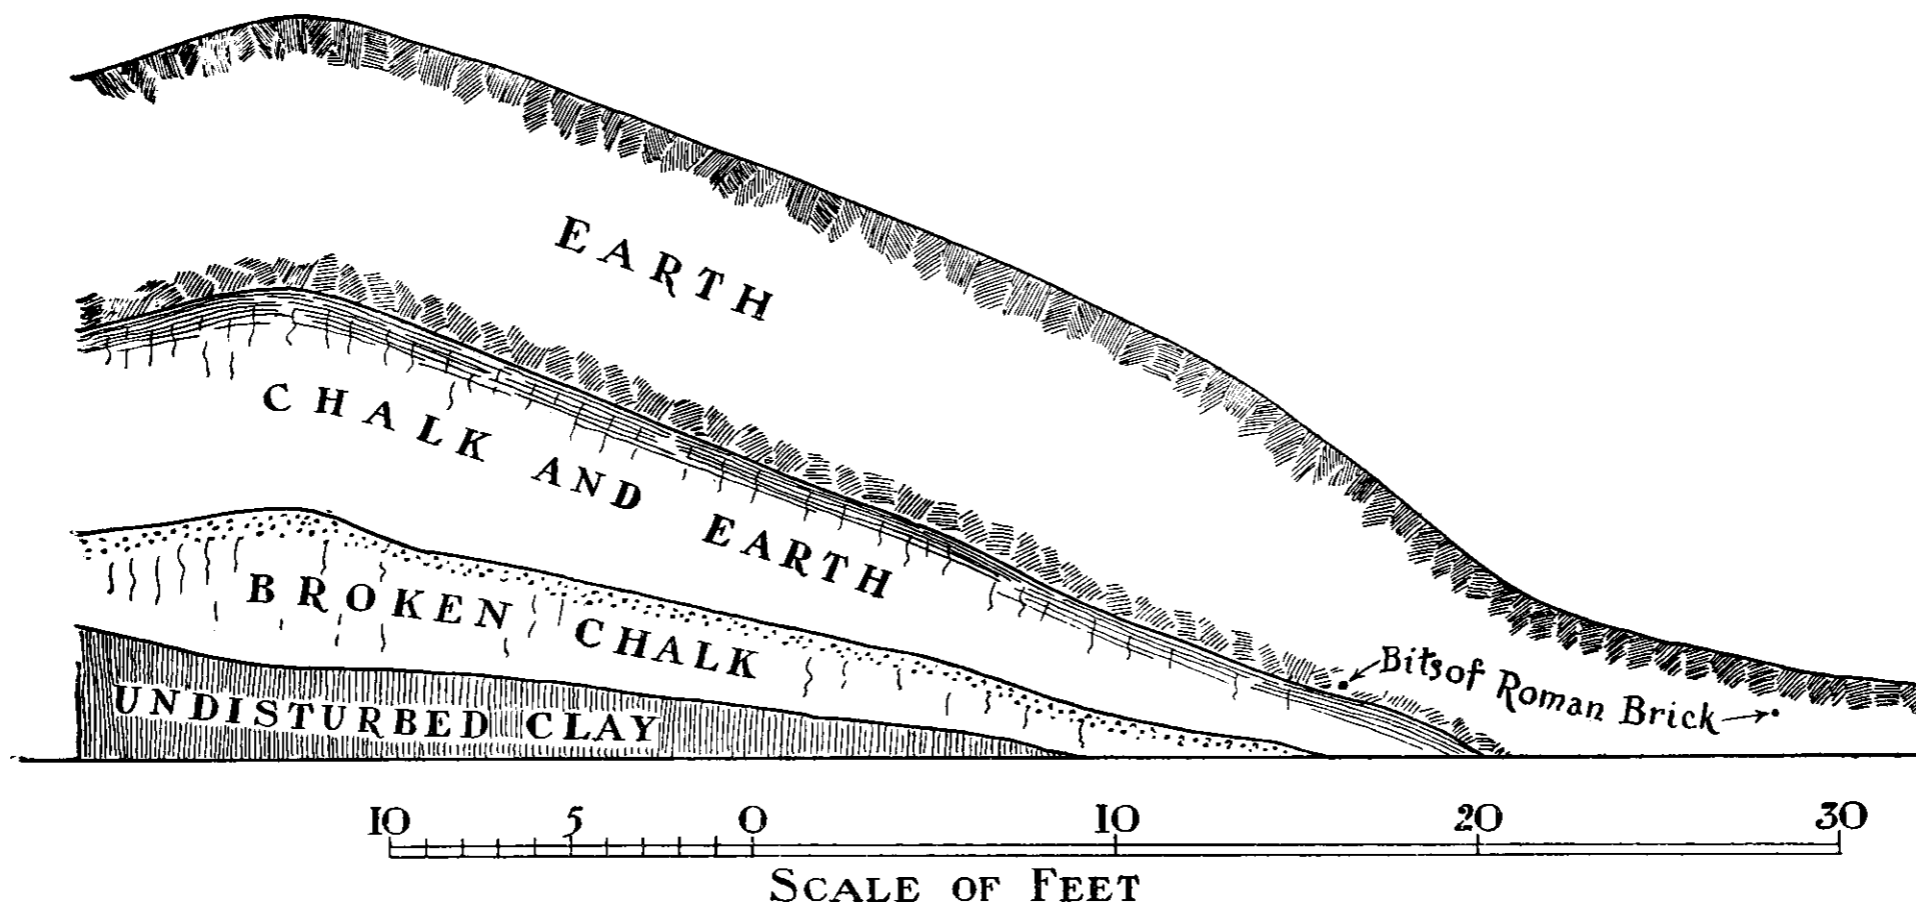 EARTH
CHALK AND EARTH
BROKEN CHALK
Bits of Roman Brick
UNDISTURBED CLAY
10 5 0 10 20 30
SCALE OF FEET